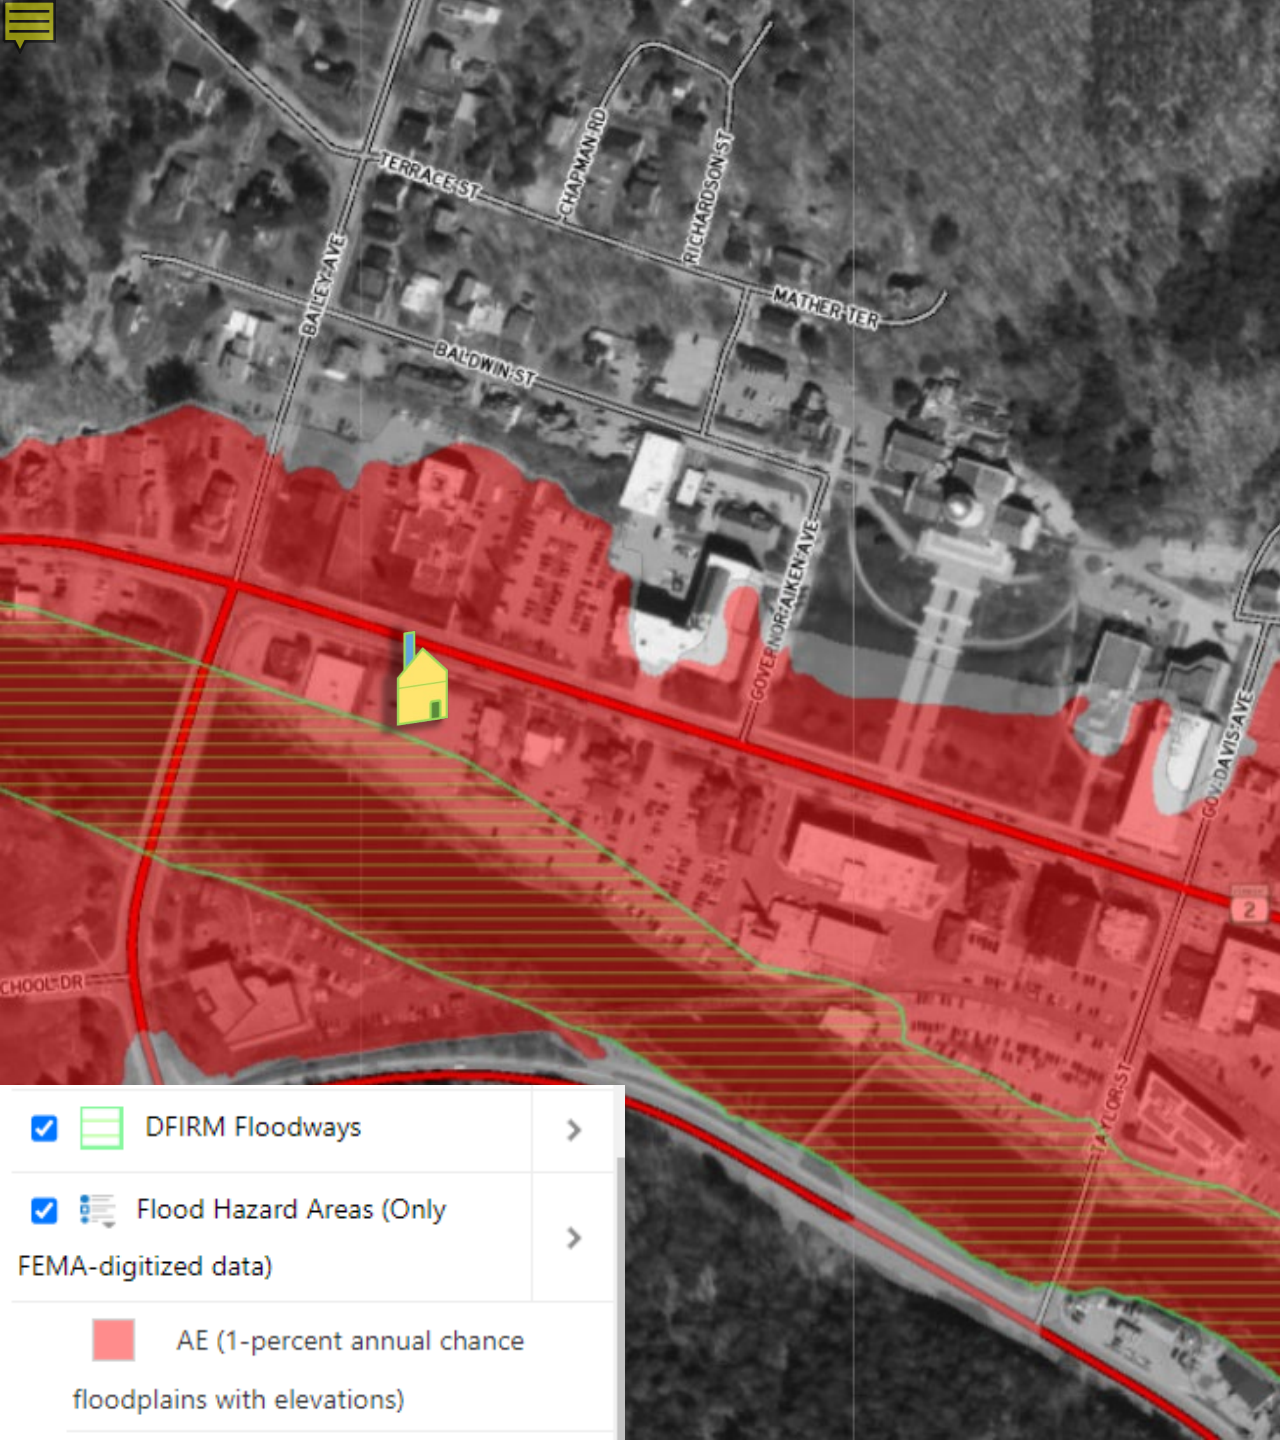 CHAPMAN RD
RICHARDSON ST
TERRACE ST
BAILEY AVE
MATHER TER
BALDWIN ST
GOVERNOR AIKEN AVE
GOV DAVIS AVE
2
CHOOL DR
TAYLOR ST
DFIRM Floodways
Flood Hazard Areas (Only
FEMA-digitized data)
AE (1-percent annual chance
floodplains with elevations)